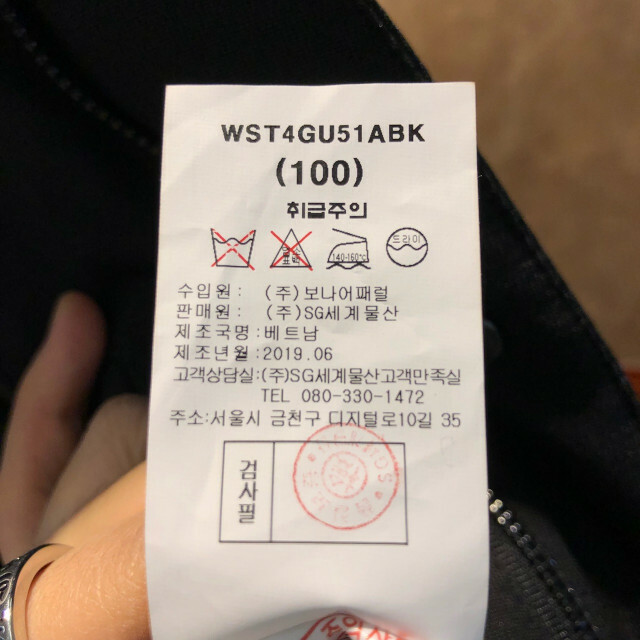 WST4GU51ABK
(100)
취급주의
염소 표백 140-160℃ 드라이
수입원 : (주)보나어패럴
판매원 : (주)SG세계물산
제조국명 : 베트남
제조년월 : 2019.06
고객상담실:(주)SG세계물산고객만족실
TEL 080-330-1472
주소:서울시 금천구 디지털로10길 35
검사필